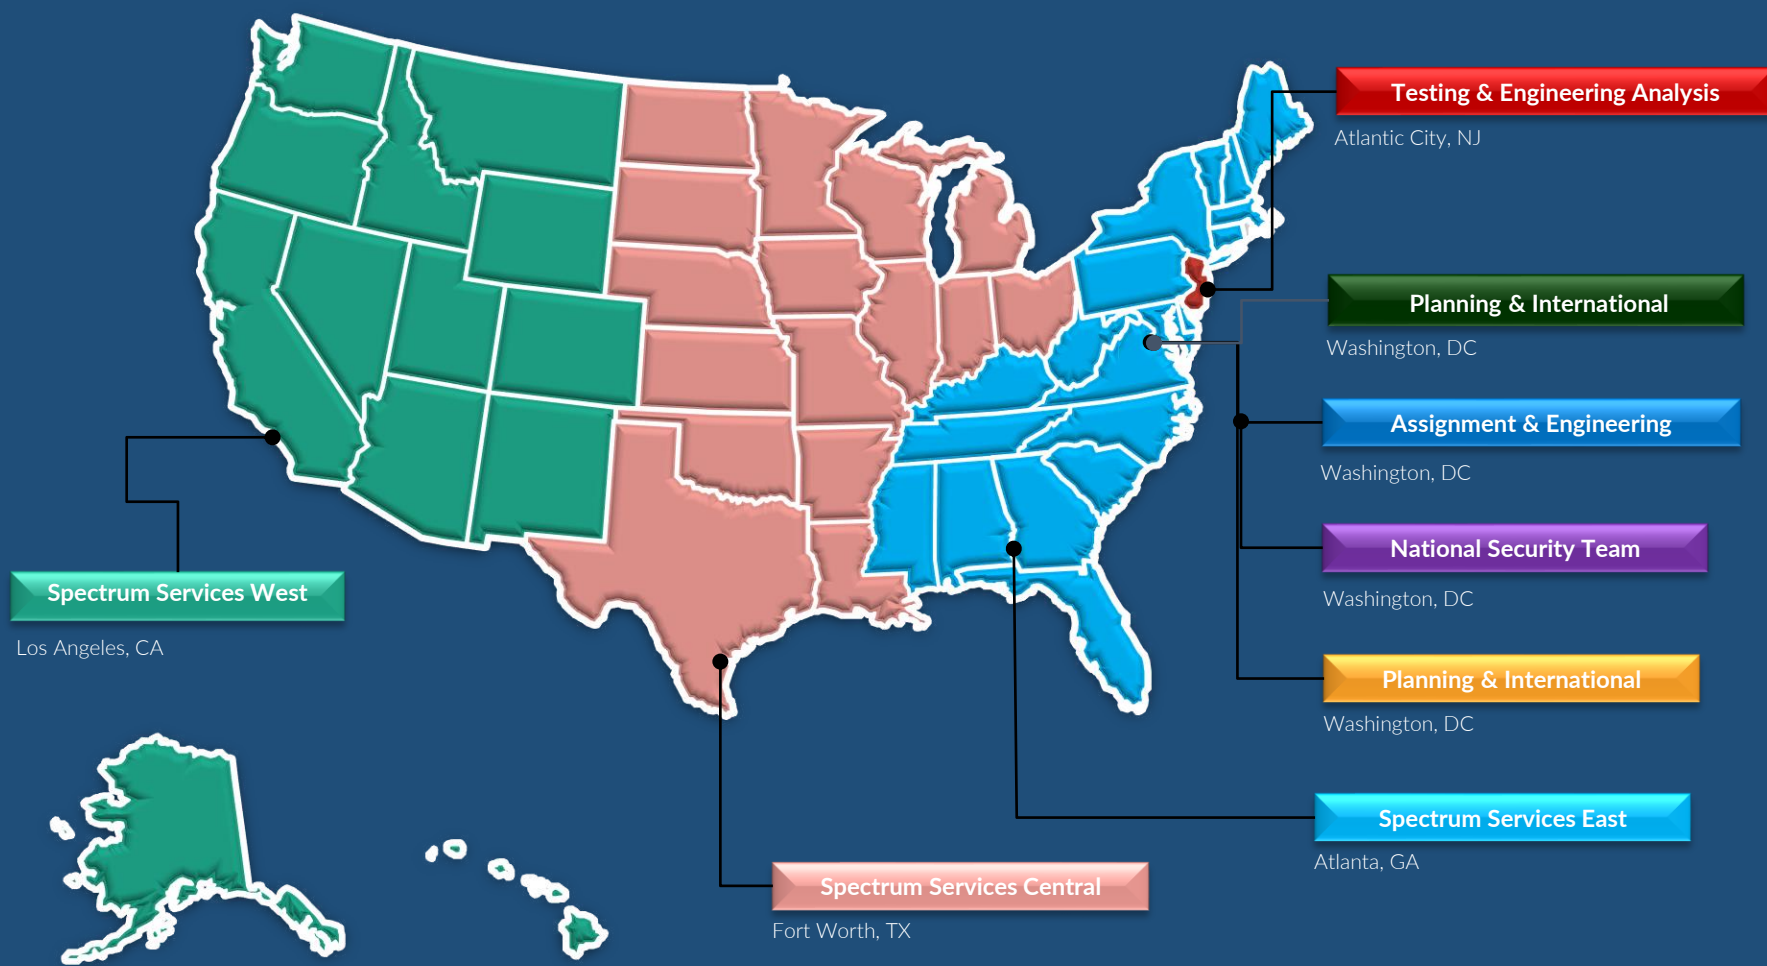 Testing & Engineering Analysis
Atlantic City, NJ
Planning & International
Washington, DC
Assignment & Engineering
Washington, DC
National Security Team
Washington, DC
Spectrum Services West
Los Angeles, CA
Planning & International
Washington, DC
Spectrum Services East
Atlanta, GA
Spectrum Services Central
Fort Worth, TX